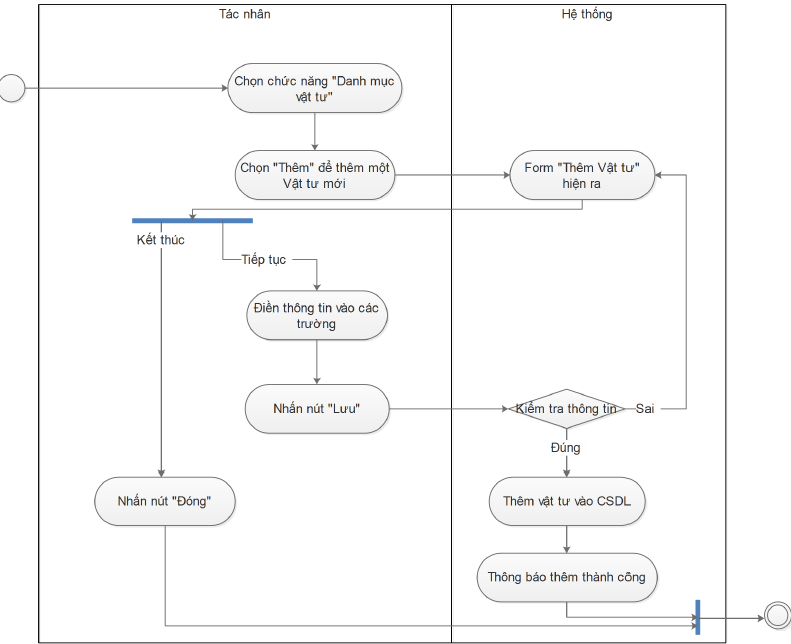 Tác nhân
Hệ thống
Chọn chức năng "Danh mục
vật tư"
Chọn "Thêm" để thêm một
Vật tư mới
Form "Thêm Vật tư"
hiện ra
Kết thúc
Tiếp tục
Điền thông tin vào các
trường
Nhấn nút "Lưu"
Kiểm tra thông tin
Sai
Đúng
Nhấn nút "Đóng"
Thêm vật tư vào CSDL
Thông báo thêm thành công